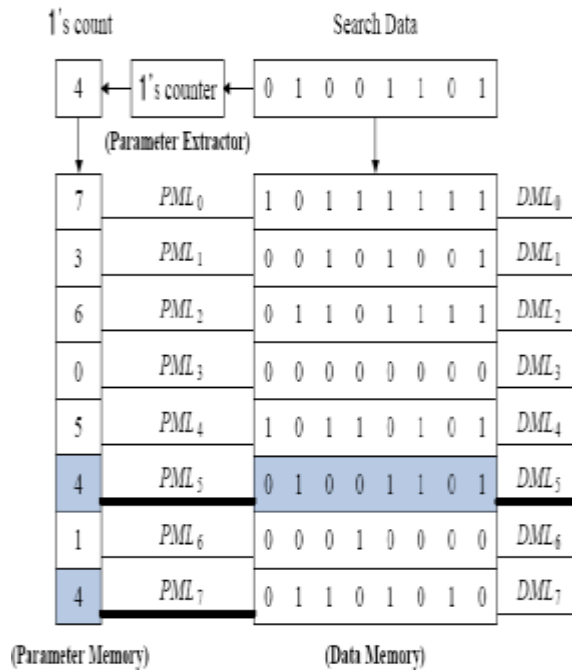 1's count Search Data
4 1's counter 0 1 0 0 1 1 0 1
(Parameter Extractor)
7 PML0 1 0 1 1 1 1 1 1 DML0
3 PML1 0 0 1 0 1 0 0 1 DML1
6 PML2 0 1 1 0 1 1 1 1 DML2
0 PML3 0 0 0 0 0 0 0 0 DML3
5 PML4 1 0 1 1 0 1 0 1 DML4
4 PML5 0 1 0 0 1 1 0 1 DML5
1 PML6 0 0 0 1 0 0 0 0 DML6
4 PML7 0 1 1 0 1 0 1 0 DML7
(Parameter Memory) (Data Memory)